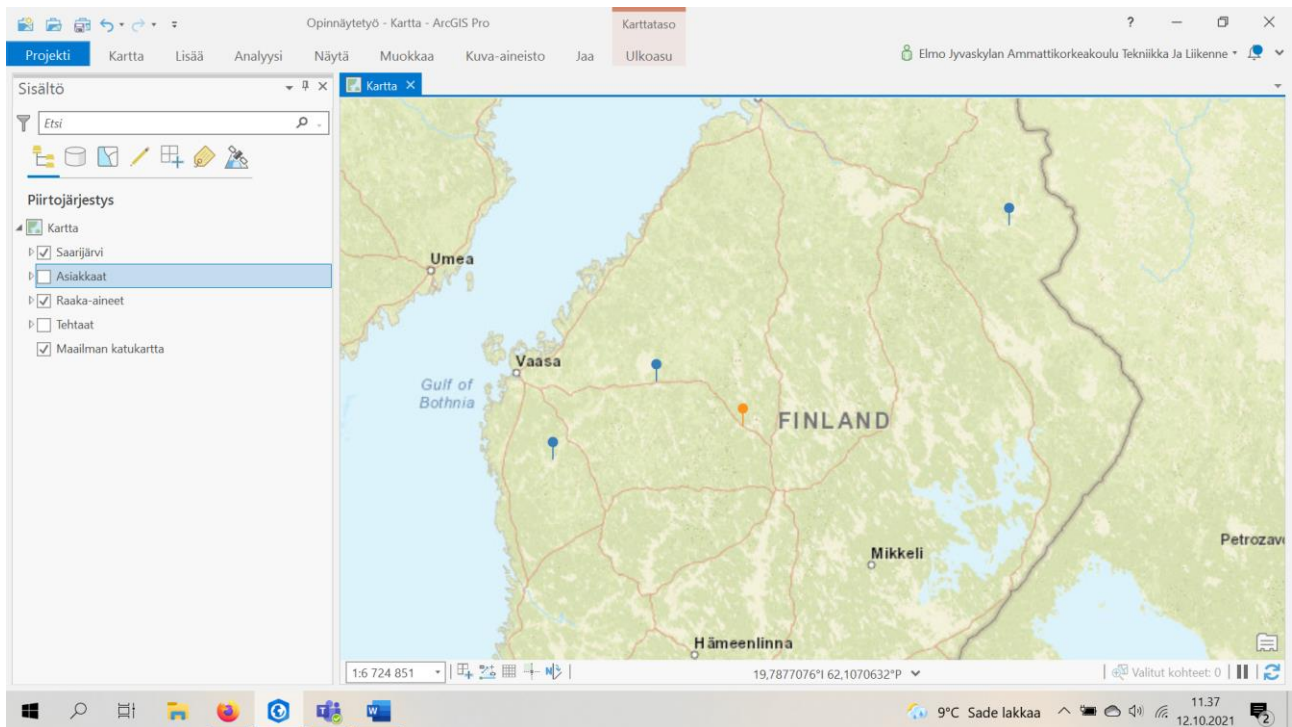 Opinnäytetyö - Kartta - ArcGIS Pro
Karttataso
?
Projekti Kartta Lisää Analyysi Näytä Muokkaa Kuva-aineisto Jaa Ulkoasu
Elmo Jyvaskylan Ammattikorkeakoulu Tekniikka Ja Liikenne
Sisältö
Kartta
Etsi
Piirtojärjestys
Kartta
Saarijärvi
Asiakkaat
Raaka-aineet
Tehtaat
Maailman katukartta
Umea
Vaasa
Gulf of
Bothnia
FINLAND
Mikkeli
Petrozav
Hämeenlinna
1:6 724 851
19,7877076°I 62,1070632°P
Valitut kohteet: 0
9°C Sade lakkaa
11.37
12.10.2021
2